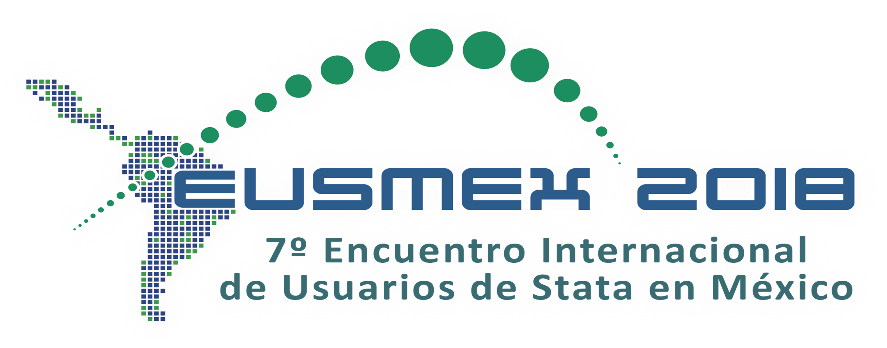 EUSMEX 2018
7º Encuentro Internacional
de Usuarios de Stata en México